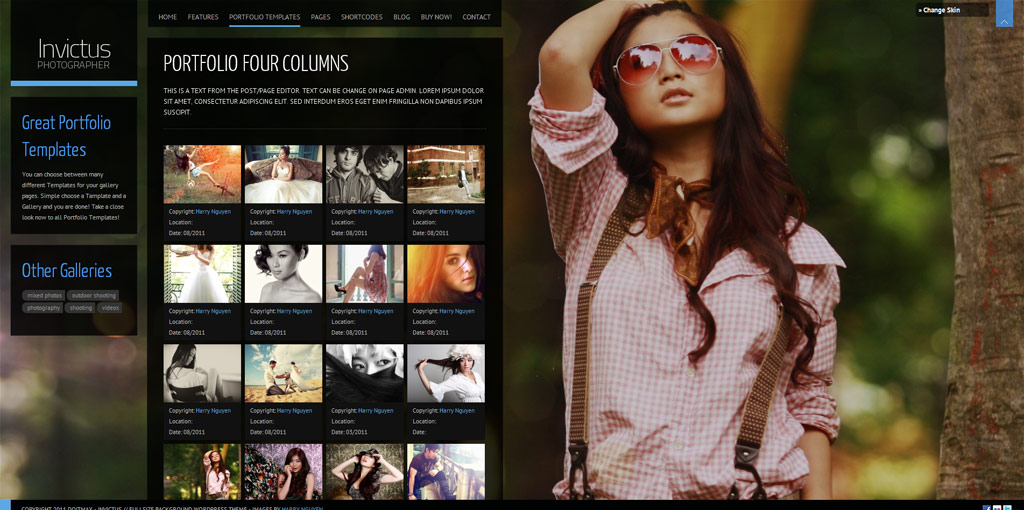 HOME FEATURES PORTFOLIO TEMPLATES PAGES SHORTCODES BLOG BUY NOW! CONTACT
» Change Skin
Invictus
PHOTOGRAPHER
Great Portfolio
Templates
You can choose between many
different Templates for your gallery
pages. Simple choose a Template and a
Gallery and you are done! Take a close
look now to all Portfolio Templates!
Other Galleries
mixed photos outdoor shooting
photography shooting videos
PORTFOLIO FOUR COLUMNS
THIS IS A TEXT FROM THE POST/PAGE EDITOR. TEXT CAN BE CHANGE ON PAGE ADMIN. LOREM IPSUM DOLOR
SIT AMET, CONSECTETUR ADIPISCING ELIT. SED INTERDUM EROS EGET ENIM FRINGILLA NON DAPIBUS IPSUM
SUSCIPIT.
Copyright: Harry Nguyen Copyright: Harry Nguyen Copyright: Harry Nguyen Copyright: Harry Nguyen
Location: Location: Location: Location:
Date: 08/2011 Date: 08/2011 Date: 08/2011 Date: 08/2011
Copyright: Harry Nguyen Copyright: Harry Nguyen Copyright: Harry Nguyen Copyright: Harry Nguyen
Location: Location: Location: Location:
Date: 08/2011 Date: 08/2011 Date: 08/2011 Date: 08/2011
Copyright: Harry Nguyen Copyright: Harry Nguyen Copyright: Harry Nguyen Copyright: Harry Nguyen
Location: Location: Location: Location:
Date: 08/2011 Date: 08/2011 Date: 03/2011 Date:
COPYRIGHT 2011 DOITMAX - INVICTUS // FULLSIZE BACKGROUND WORDPRESS THEME - IMAGES BY HARRY NGUYEN